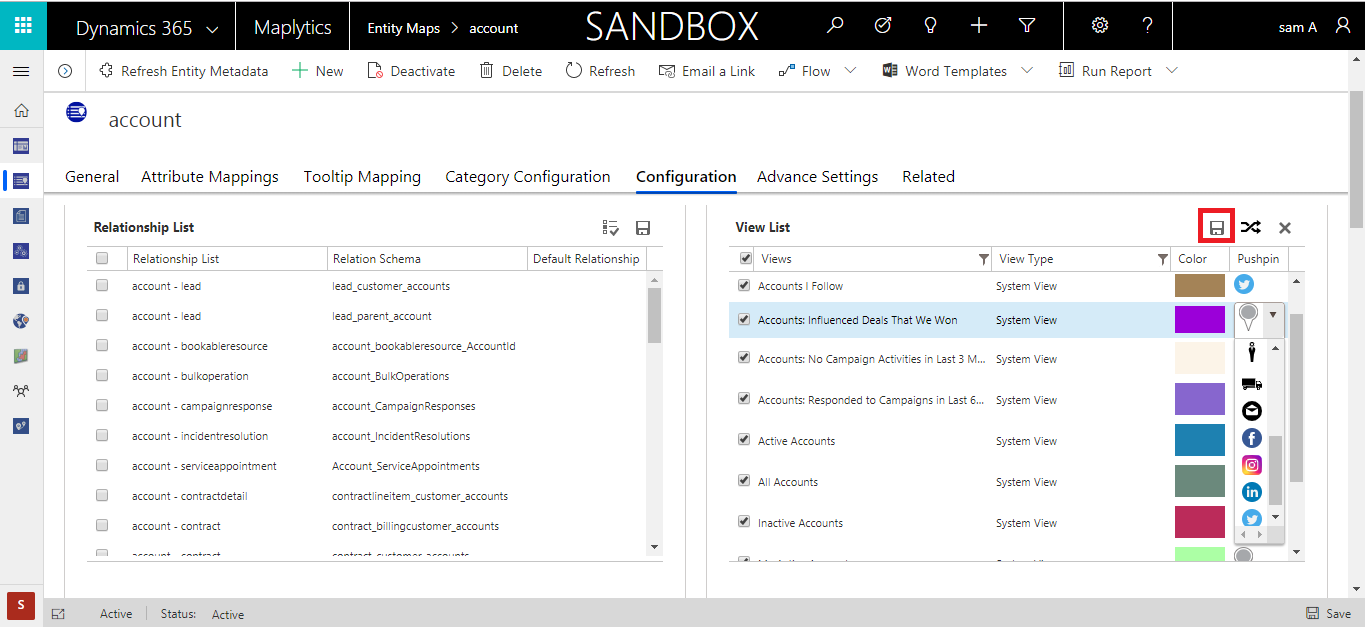 Dynamics 365 Maplytics Entity Maps > account SANDBOX ? sam A
Refresh Entity Metadata New Deactivate Delete Refresh Email a Link Flow Word Templates Run Report
account
General Attribute Mappings Tooltip Mapping Category Configuration Configuration Advance Settings Related
Relationship List
Relationship List Relation Schema Default Relationship
account - lead lead_customer_accounts
account - lead lead_parent_account
account - bookableresource account_bookableresource_AccountId
account - bulkoperation account_BulkOperations
account - campaignresponse account_CampaignResponses
account - incidentresolution account_IncidentResolutions
account - serviceappointment Account_ServiceAppointments
account - contractdetail contractlineitem_customer_accounts
account - contract contract_billingcustomer_accounts
account - contract contract_customer_accounts
View List
Views View Type Color Pushpin
Accounts I Follow System View
Accounts: Influenced Deals That We Won System View
Accounts: No Campaign Activities in Last 3 M... System View
Accounts: Responded to Campaigns in Last 6... System View
Active Accounts System View
All Accounts System View
Inactive Accounts System View
f
in
S
Active Status: Active Save